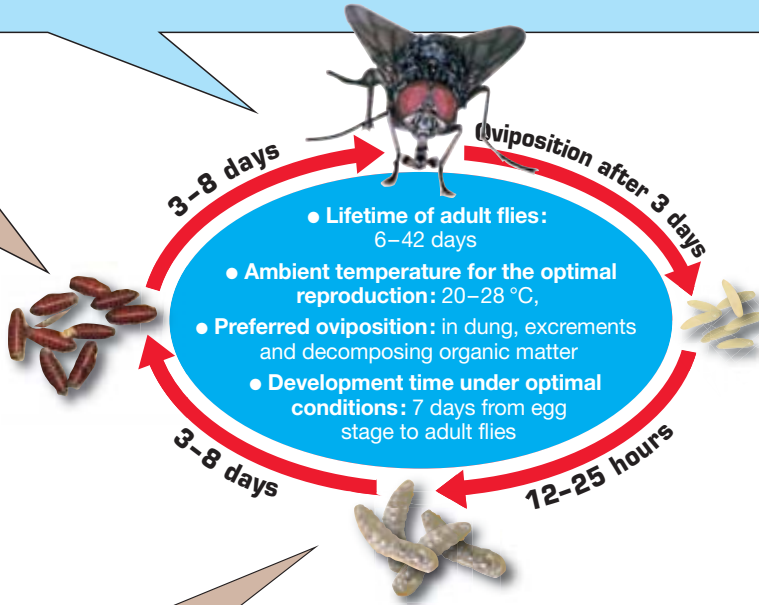 3–8 days
Oviposition after 3 days
● Lifetime of adult flies:
6–42 days
● Ambient temperature for the optimal
reproduction: 20–28 °C,
● Preferred oviposition: in dung, excrements
and decomposing organic matter
● Development time under optimal
conditions: 7 days from egg
stage to adult flies
3–8 days
12–25 hours